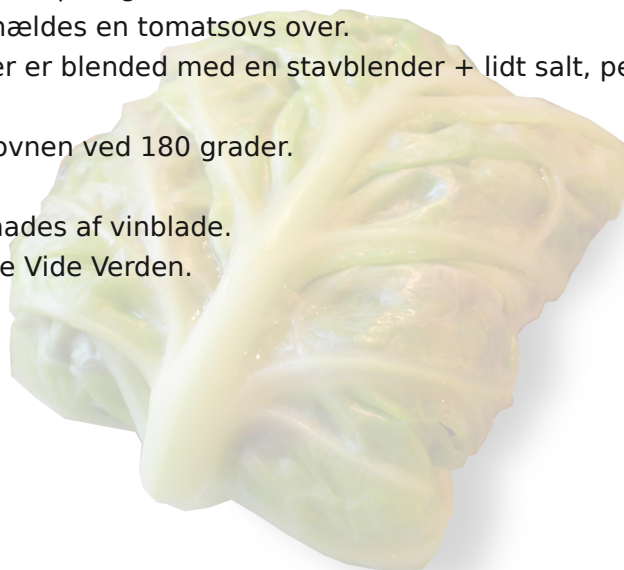 nældes en tomatsovs over.
er er blended med en stavblender + lidt salt, pe
ovnen ved 180 grader.
nades af vinblade.
e Vide Verden.